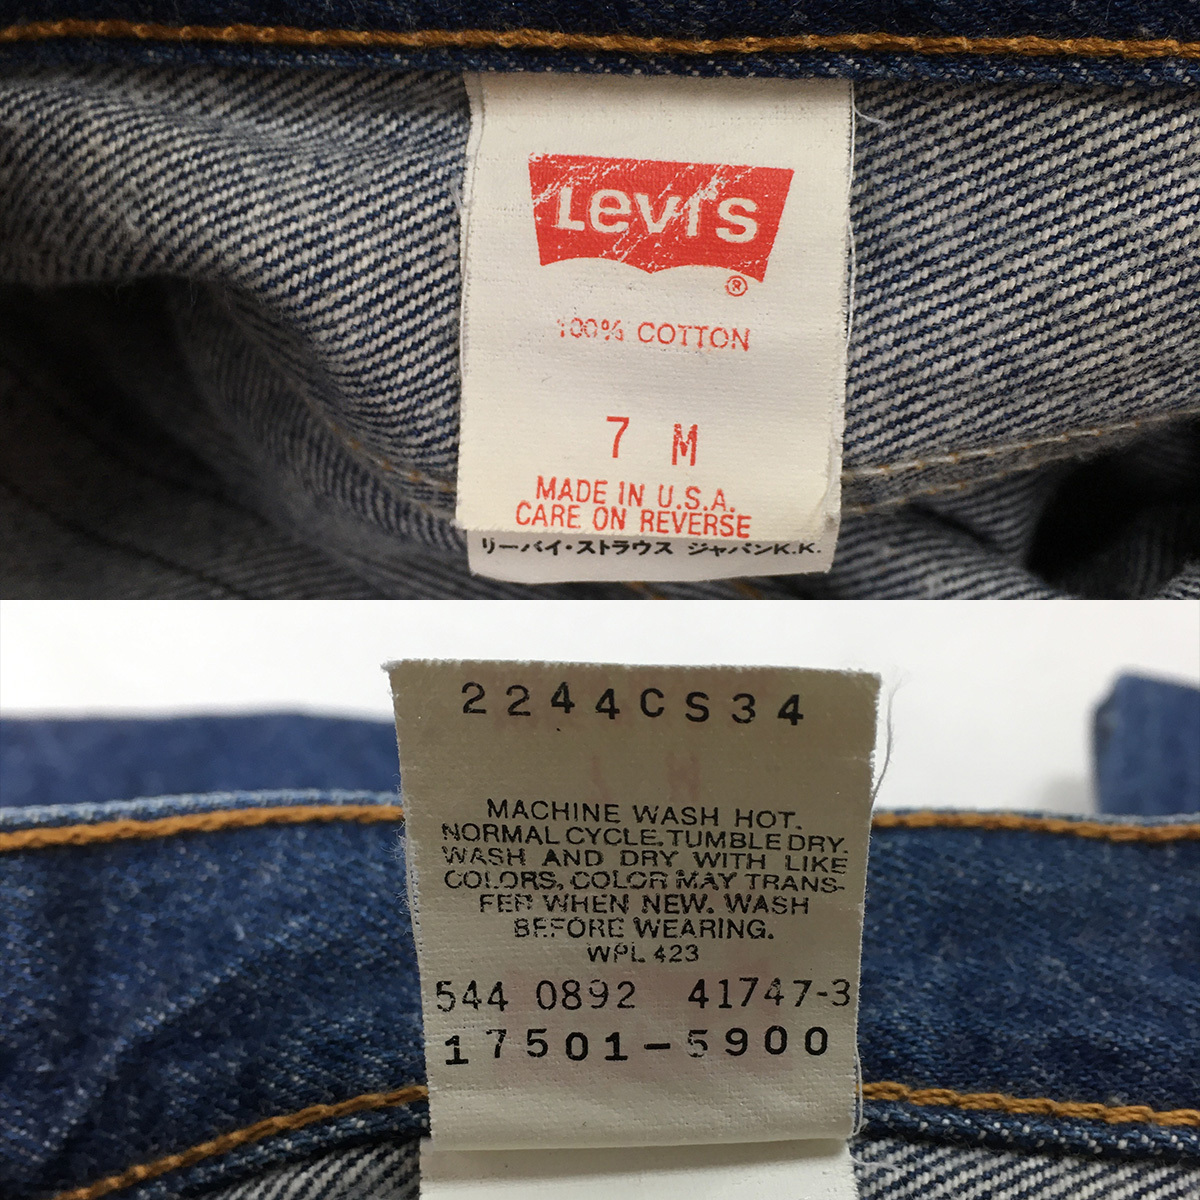 Levi's
®
100% COTTON
7 M
MADE IN U.S.A.
CARE ON REVERSE
リーバイ・ストラウス ジャパンK.K.
2244CS34
MACHINE WASH HOT.
NORMAL CYCLE. TUMBLE DRY.
WASH AND DRY WITH LIKE
COLORS, COLOR MAY TRANS-
FER WHEN NEW. WASH
BEFORE WEARING.
WPL 423
544 0892 41747-3
17501-5900